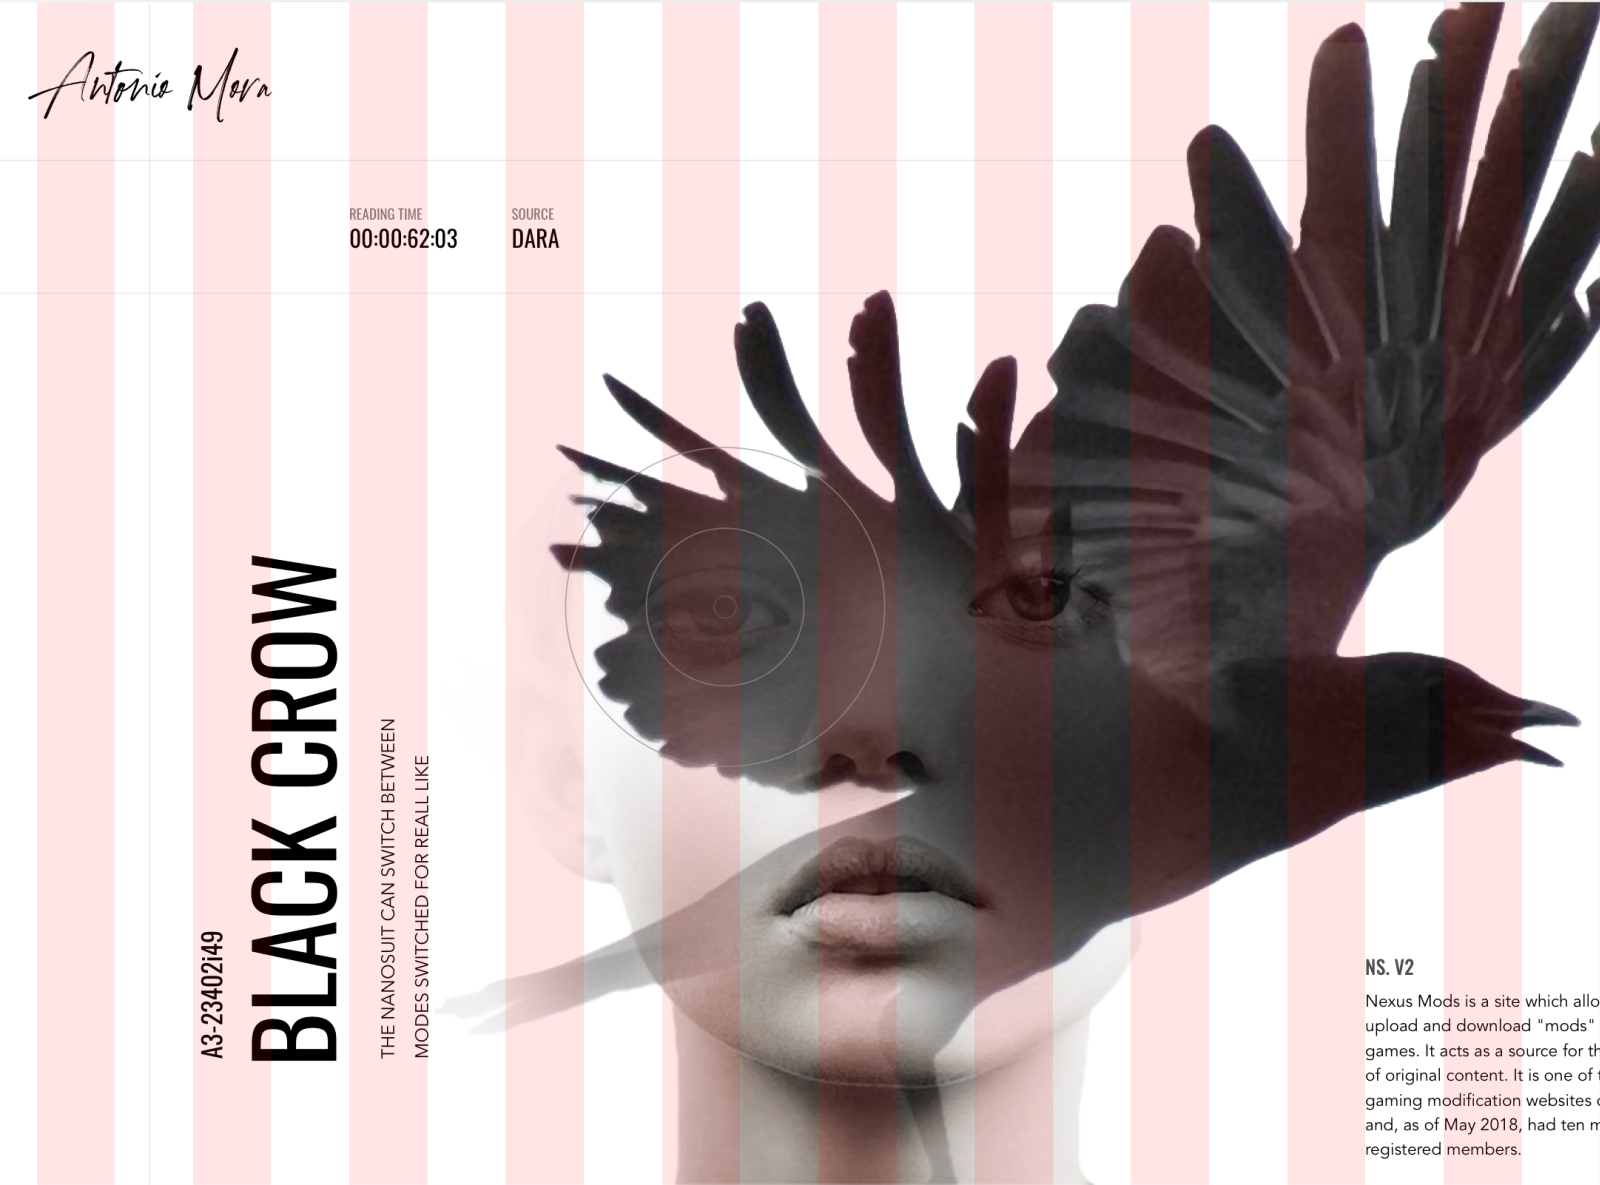 Antonio Mora
READING TIME
00:00:62:03
SOURCE
DARA
A3-23402i49
BLACK CROW
THE NANOSUIT CAN SWITCH BETWEEN
MODES SWITCHED FOR REALL LIKE
NS. V2
Nexus Mods is a site which allo
upload and download "mods"
games. It acts as a source for th
of original content. It is one of t
gaming modification websites o
and, as of May 2018, had ten m
registered members.